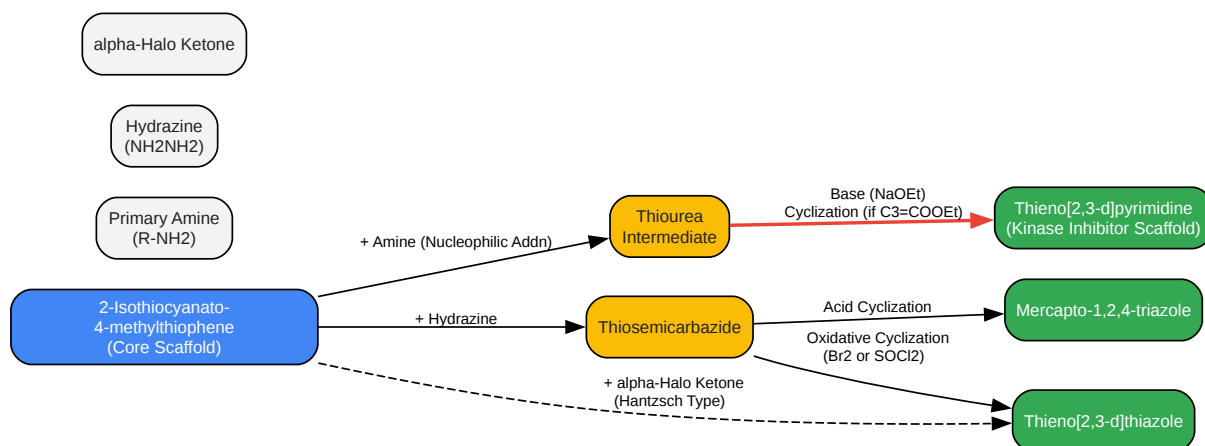 alpha-Halo Ketone
Hydrazine
(NH2NH2)
Primary Amine
(R-NH2)
2-Isothiocyanato-
4-methylthiophene
(Core Scaffold)
+ Amine (Nucleophilic Addn)
+ Hydrazine
+ alpha-Halo Ketone
(Hantzsch Type)
Thiourea
Intermediate
Thiosemicarbazide
Base (NaOEt)
Cyclization (if C3=COOEt)
Acid Cyclization
Oxidative Cyclization
(Br2 or SOCl2)
Thieno[2,3-d]pyrimidine
(Kinase Inhibitor Scaffold)
Mercapto-1,2,4-triazole
Thieno[2,3-d]thiazole